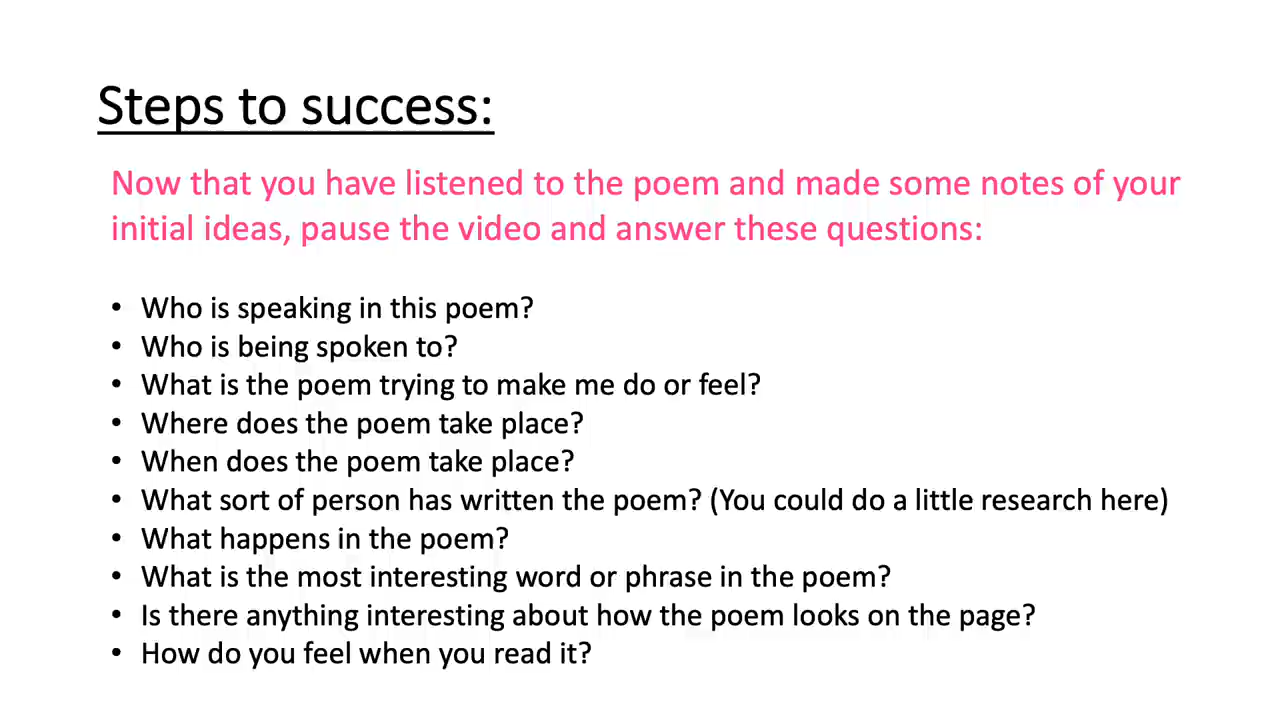 Steps to success:
Now that you have listened to the poem and made some notes of your
initial ideas, pause the video and answer these questions:
• Who is speaking in this poem?
• Who is being spoken to?
• What is the poem trying to make me do or feel?
• Where does the poem take place?
• When does the poem take place?
• What sort of person has written the poem? (You could do a little research here)
• What happens in the poem?
• What is the most interesting word or phrase in the poem?
• Is there anything interesting about how the poem looks on the page?
• How do you feel when you read it?